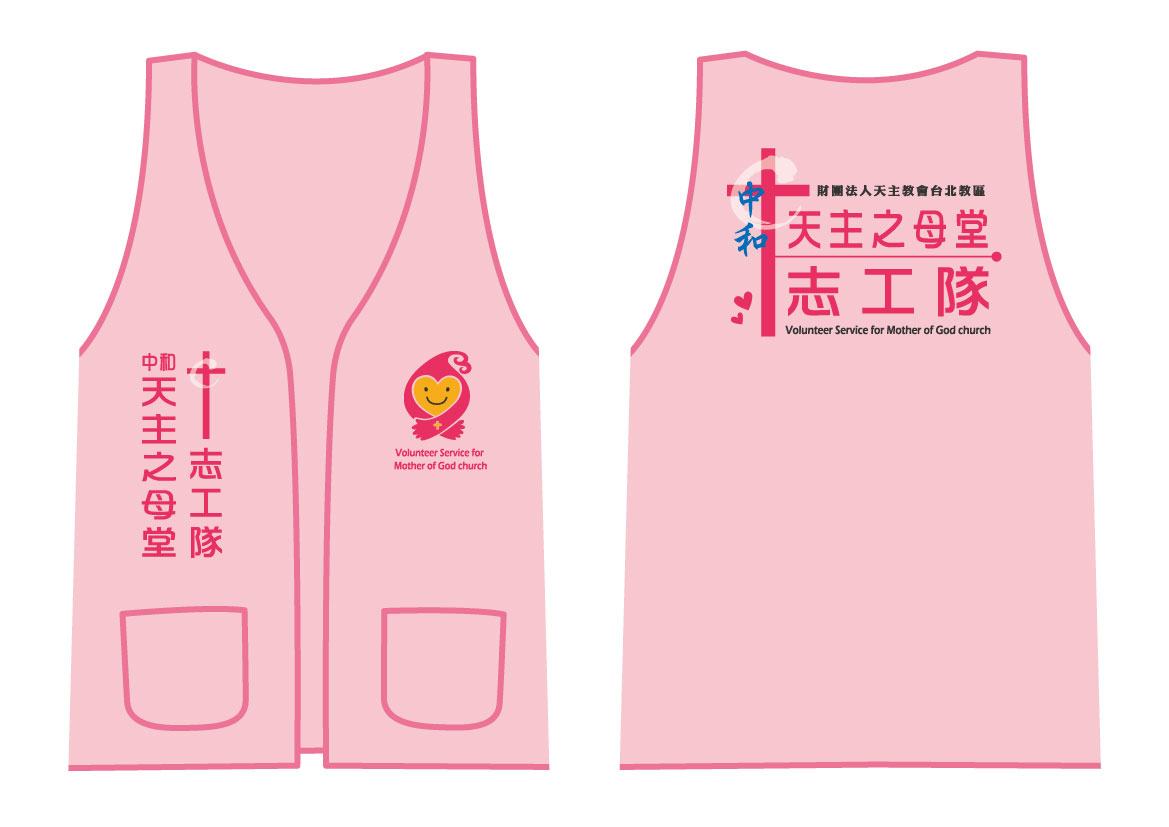 中和
天主之母堂
志工隊
Volunteer Service for
Mother of God church
中和
財團法人天主教會台北教區
天主之母堂
志工隊
Volunteer Service for Mother of God church